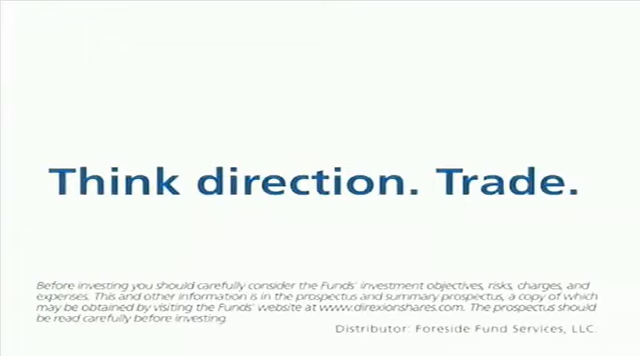 Think direction. Trade.
Before investing you should carefully consider the Funds' investment objectives, risks, charges, and
expenses. This and other information is in the prospectus and summary prospectus, a copy of which
may be obtained by visiting the Funds' website at www.direxionshares.com. The prospectus should
be read carefully before investing.
Distributor: Foreside Fund Services, LLC.